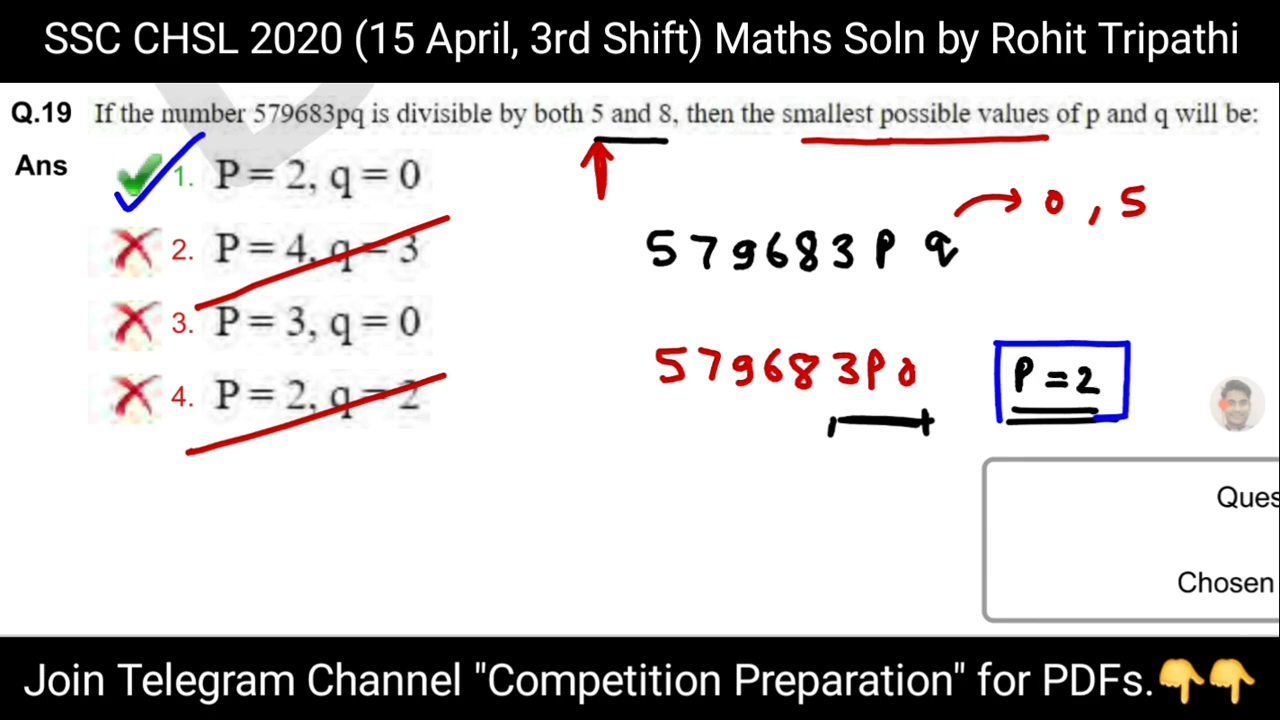 SSC CHSL 2020 (15 April, 3rd Shift) Maths Soln by Rohit Tripathi
Q.19 If the number 579683pq is divisible by both 5 and 8, then the smallest possible values of p and q will be:
Ans 1. P = 2, q = 0
2. P = 4, q = 3
3. P = 3, q = 0
4. P = 2, q = 2
0, 5
579683 P q
579683P0
P = 2
Ques
Chosen
Join Telegram Channel "Competition Preparation" for PDFs.👇👇